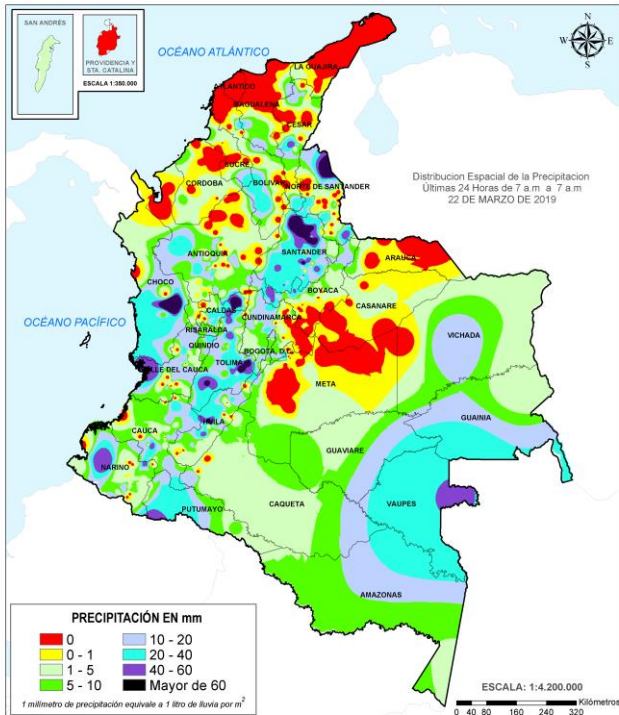 SAN ANDRÉS
PROVIDENCIA Y
STA. CATALINA
ESCALA 1:350.000
OCÉANO ATLÁNTICO
N
W
E
S
LA GUAJIRA
ATLANTICO
MAGDALENA
CESAR
SUCRE
CORDOBA
BOLIVAR
NORTE DE SANTANDER
Distribucion Espacial de la Precipitacion
Últimas 24 Horas de 7 a.m a 7 a.m
22 DE MARZO DE 2019
ANTIOQUIA
SANTANDER
ARAUCA
CHOCO
BOYACA
CASANARE
CALDAS
CUNDINAMARCA
OCÉANO PACÍFICO
RISARALDA
VICHADA
QUINDIO
BOGOTA, D.C.
TOLIMA
VALLE DEL CAUCA
META
GUAINIA
HUILA
CAUCA
GUAVIARE
NARIÑO
CAQUETA
VAUPES
PUTUMAYO
AMAZONAS
PRECIPITACIÓN EN mm
0
10 - 20
0 - 1
20 - 40
1 - 5
40 - 60
5 - 10
Mayor de 60
1 milimetro de precipitación equivale a 1 litro de lluvia por m²
ESCALA: 1:4.200.000
Kilómetros
0 40 80 160 240 320